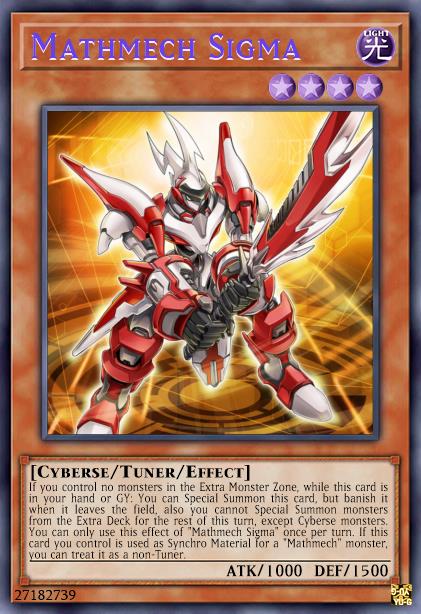 Mathmech Sigma
LIGHT
光
[Cyberse/Tuner/Effect]
If you control no monsters in the Extra Monster Zone, while this card is
in your hand or GY: You can Special Summon this card, but banish it
when it leaves the field, also you cannot Special Summon monsters
from the Extra Deck for the rest of this turn, except Cyberse monsters.
You can only use this effect of "Mathmech Sigma" once per turn. If this
card you control is used as Synchro Material for a "Mathmech" monster,
you can treat it as a non-Tuner.
ATK/1000 DEF/1500
27182739